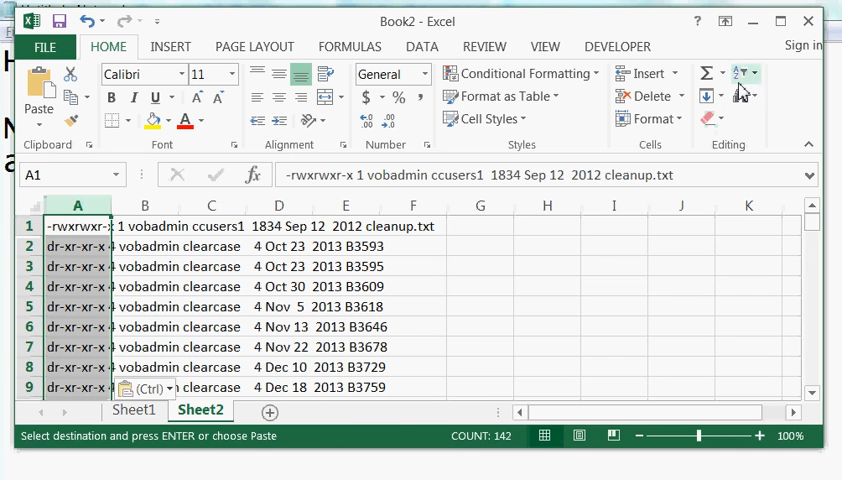 Book2 - Excel
FILE HOME INSERT PAGE LAYOUT FORMULAS DATA REVIEW VIEW DEVELOPER Sign in
Paste
Calibri 11
B I U A A
A
General
$ % ,
Conditional Formatting
Format as Table
Cell Styles
Insert
Delete
Format
Clipboard Font Alignment Number Styles Cells Editing
A1 fx -rwxrwxr-x 1 vobadmin ccusers1 1834 Sep 12 2012 cleanup.txt
A B C D E F G H I J K
1 -rwxrwxr-x 1 vobadmin ccusers1 1834 Sep 12 2012 cleanup.txt
2 dr-xr-xr-x 4 vobadmin clearcase 4 Oct 23 2013 B3593
3 dr-xr-xr-x 4 vobadmin clearcase 4 Oct 23 2013 B3595
4 dr-xr-xr-x 4 vobadmin clearcase 4 Oct 30 2013 B3609
5 dr-xr-xr-x 4 vobadmin clearcase 4 Nov 5 2013 B3618
6 dr-xr-xr-x 4 vobadmin clearcase 4 Nov 13 2013 B3646
7 dr-xr-xr-x 4 vobadmin clearcase 4 Nov 22 2013 B3678
8 dr-xr-xr-x 4 vobadmin clearcase 4 Dec 10 2013 B3729
9 dr-xr-xr-x 4 vobadmin clearcase 4 Dec 18 2013 B3759
(Ctrl)
Sheet1 Sheet2
Select destination and press ENTER or choose Paste COUNT: 142 100%